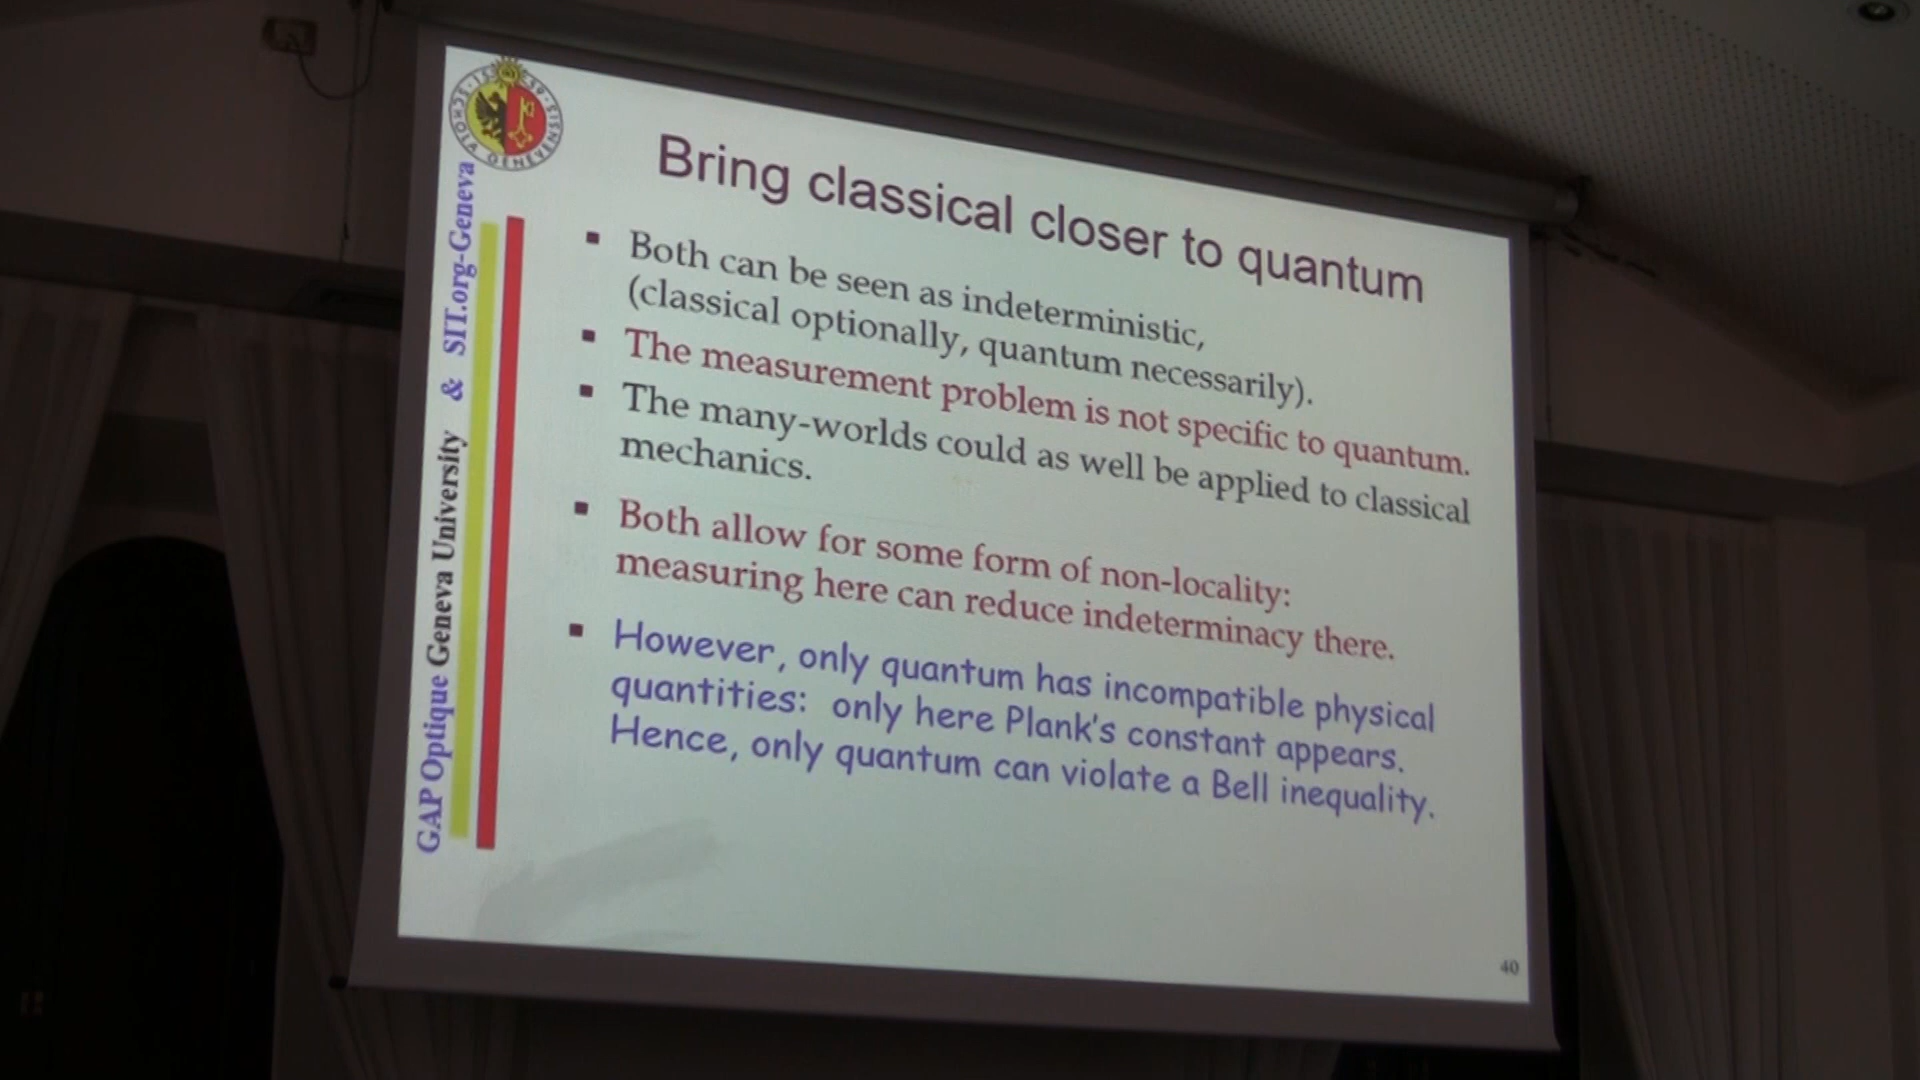 SCHOLA GENEVENSIS
GAP Optique Geneva University & SIT.org-Geneva
Bring classical closer to quantum
Both can be seen as indeterministic,
(classical optionally, quantum necessarily).
The measurement problem is not specific to quantum.
The many-worlds could as well be applied to classical
mechanics.
Both allow for some form of non-locality:
measuring here can reduce indeterminacy there.
However, only quantum has incompatible physical
quantities: only here Plank's constant appears.
Hence, only quantum can violate a Bell inequality.
40